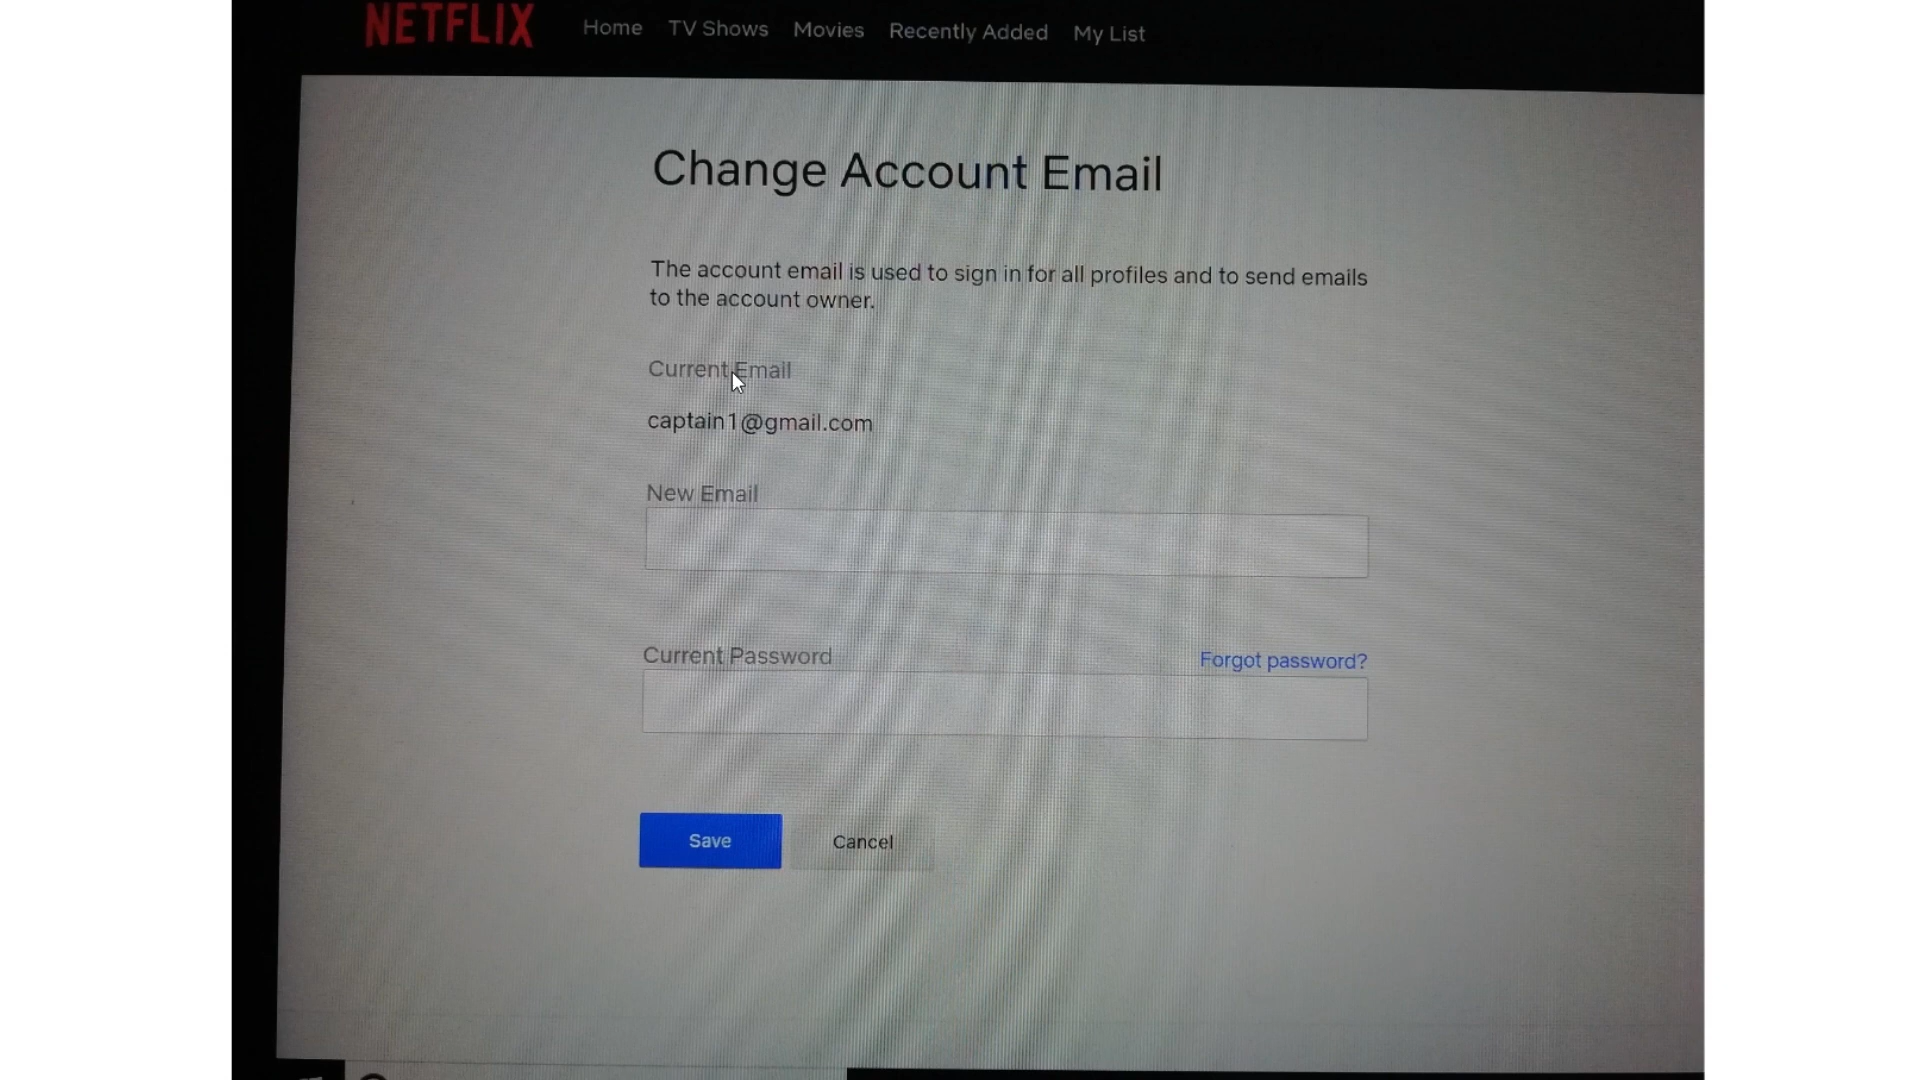 NETFLIX Home TV Shows Movies Recently Added My List
Change Account Email
The account email is used to sign in for all profiles and to send emails
to the account owner.
Current Email
captain1@gmail.com
New Email
Current Password Forgot password?
Save Cancel